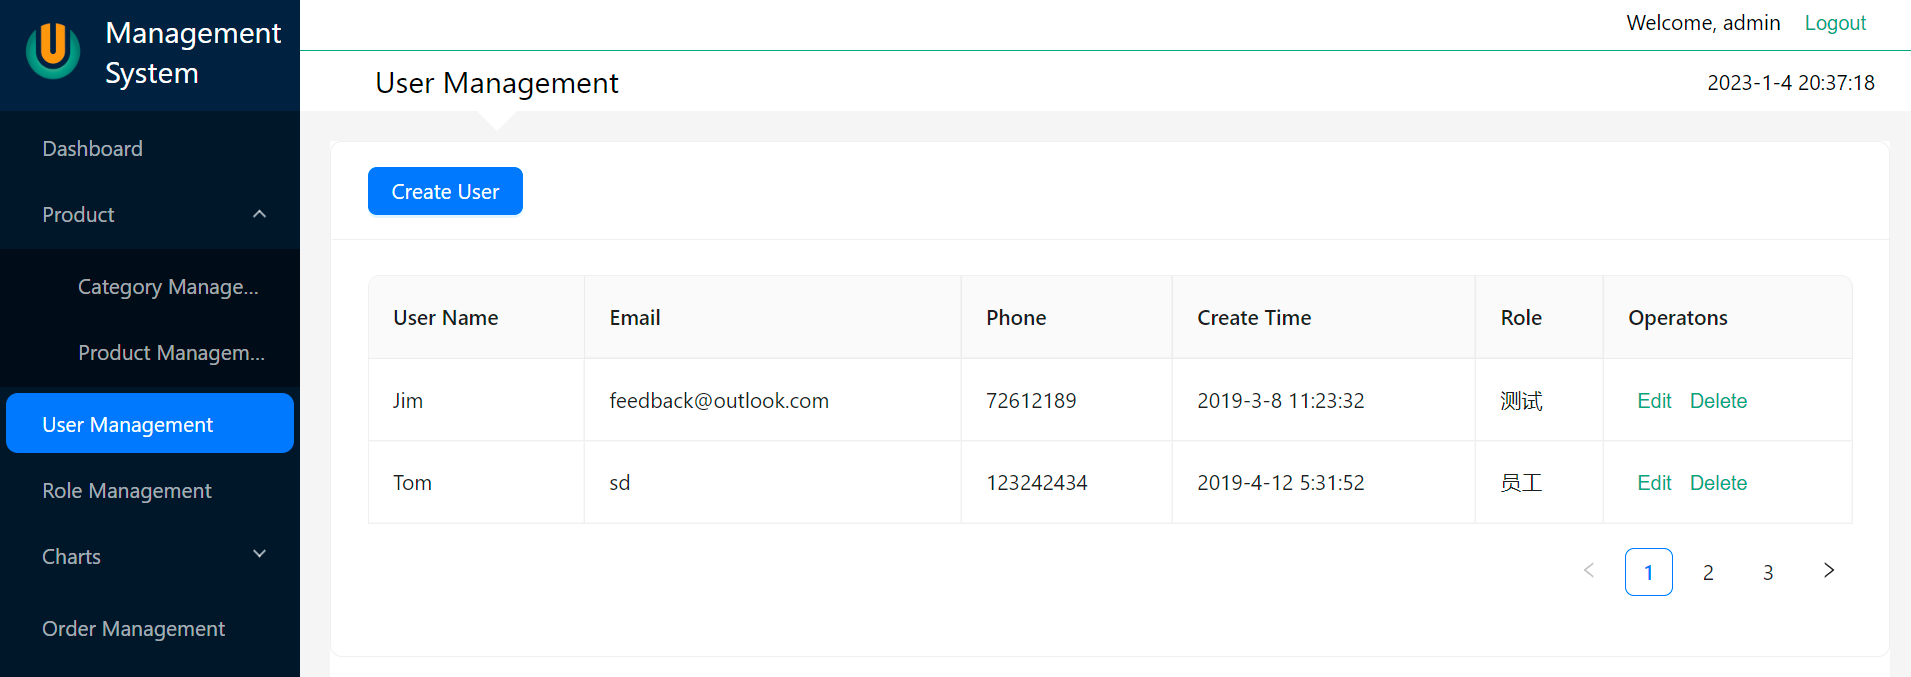 Management
System
Welcome, admin Logout
User Management
2023-1-4 20:37:18
Dashboard
Product
Category Manage...
Product Managem...
User Management
Role Management
Charts
Order Management
Create User
User Name Email Phone Create Time Role Operatons
Jim feedback@outlook.com 72612189 2019-3-8 11:23:32 测试 Edit Delete
Tom sd 123242434 2019-4-12 5:31:52 员工 Edit Delete
< 1 2 3 >